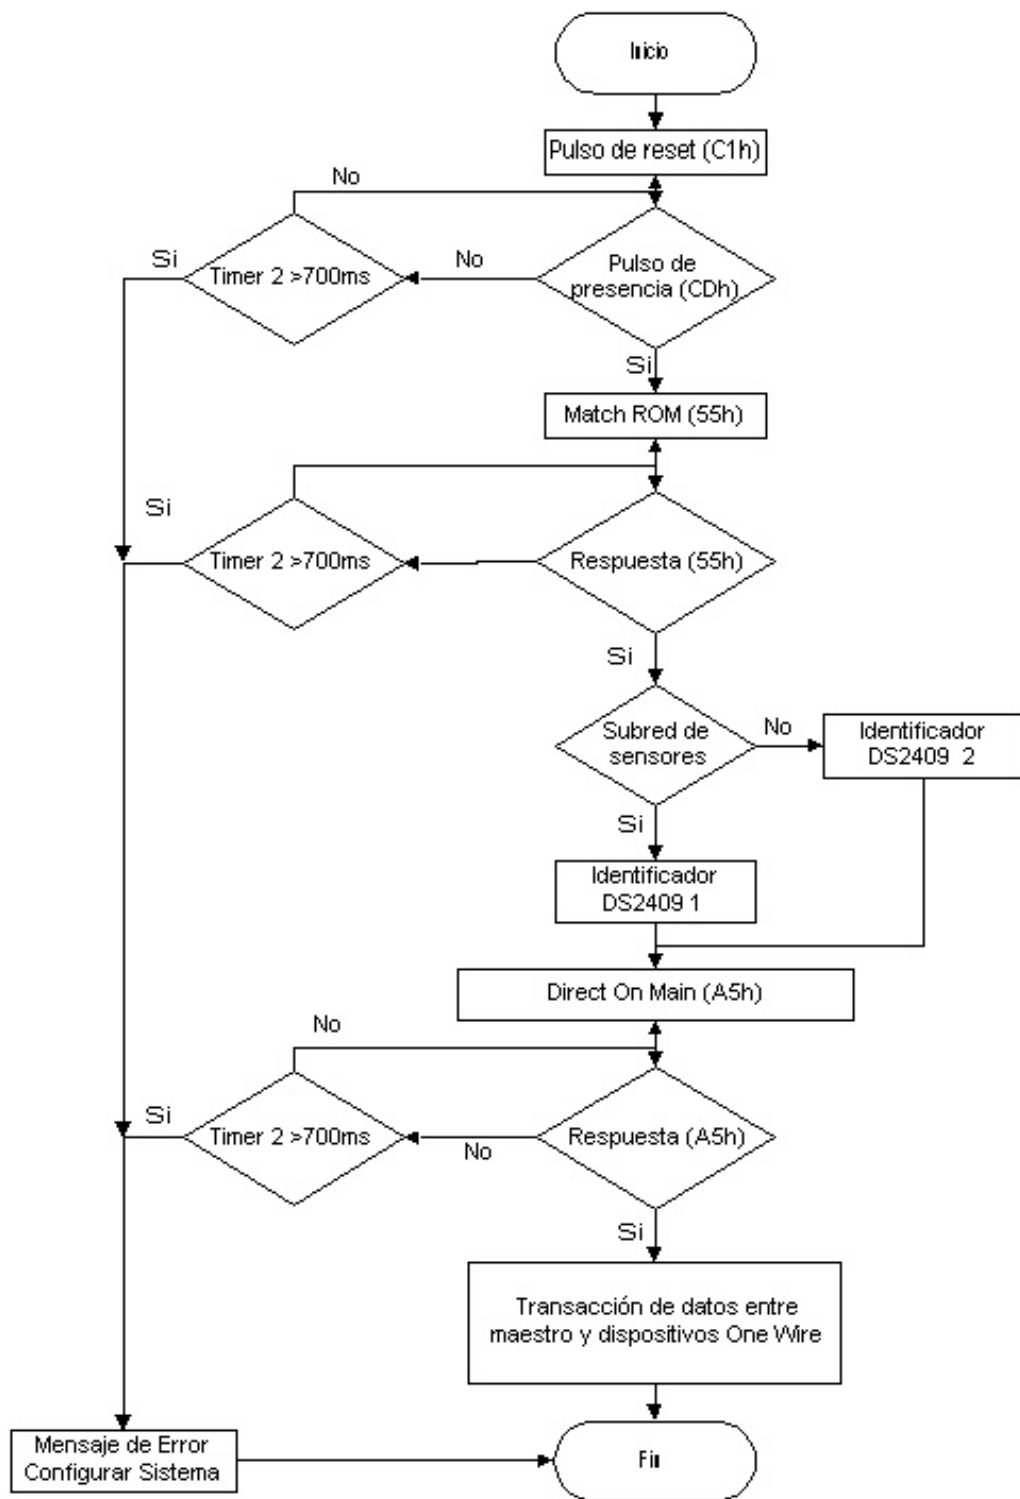 Inicio
Pulso de reset (C1h)
No
Si
Timer 2 >700ms
No
Pulso de
presencia (CDh)
Si
Match ROM (55h)
Si
Timer 2 >700ms
Respuesta (55h)
Si
Subred de
sensores
No
Identificador
DS2409 2
Si
Identificador
DS2409 1
Direct On Main (A5h)
No
Si
Timer 2 >700ms
No
Respuesta (A5h)
Si
Transacción de datos entre
maestro y dispositivos One Wire
Mensaje de Error
Configurar Sistema
Fin